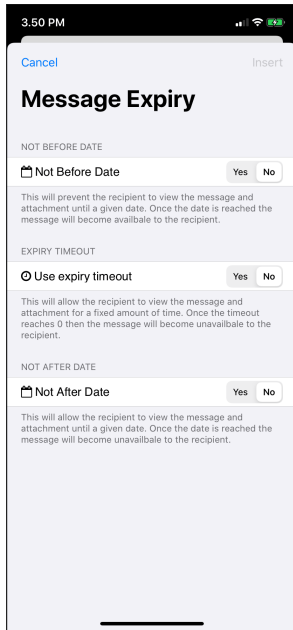 3.50 PM
Cancel
Insert
Message Expiry
NOT BEFORE DATE
Not Before Date
Yes
No
This will prevent the recipient to view the message and
attachment until a given date. Once the date is reached the
message will become availbale to the recipient.
EXPIRY TIMEOUT
Use expiry timeout
Yes
No
This will allow the recipient to view the message and
attachment for a fixed amount of time. Once the timeout
reaches 0 then the message will become unavailbale to the
recipient.
NOT AFTER DATE
Not After Date
Yes
No
This will allow the recipient to view the message and
attachment until a given date. Once the date is reached the
message will become unavailbale to the recipient.